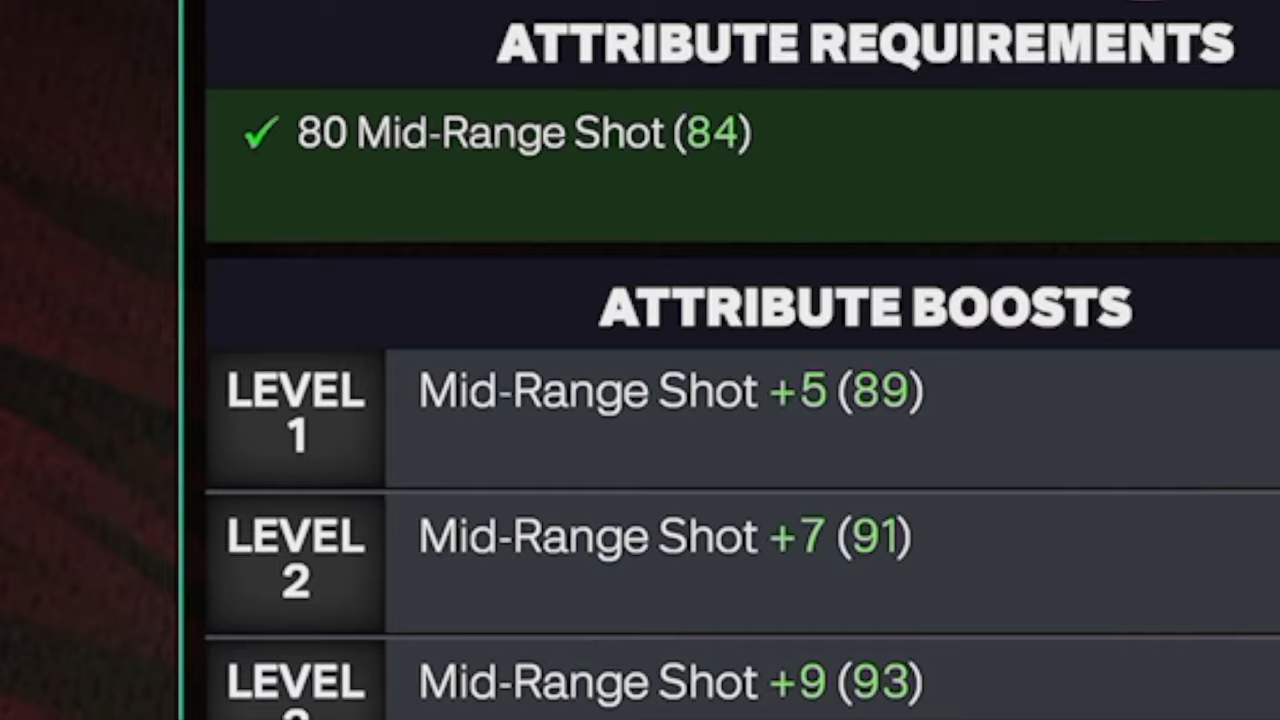 ATTRIBUTE REQUIREMENTS
✓ 80 Mid-Range Shot (84)
ATTRIBUTE BOOSTS
LEVEL 1
Mid-Range Shot +5 (89)
LEVEL 2
Mid-Range Shot +7 (91)
LEVEL
Mid-Range Shot +9 (93)